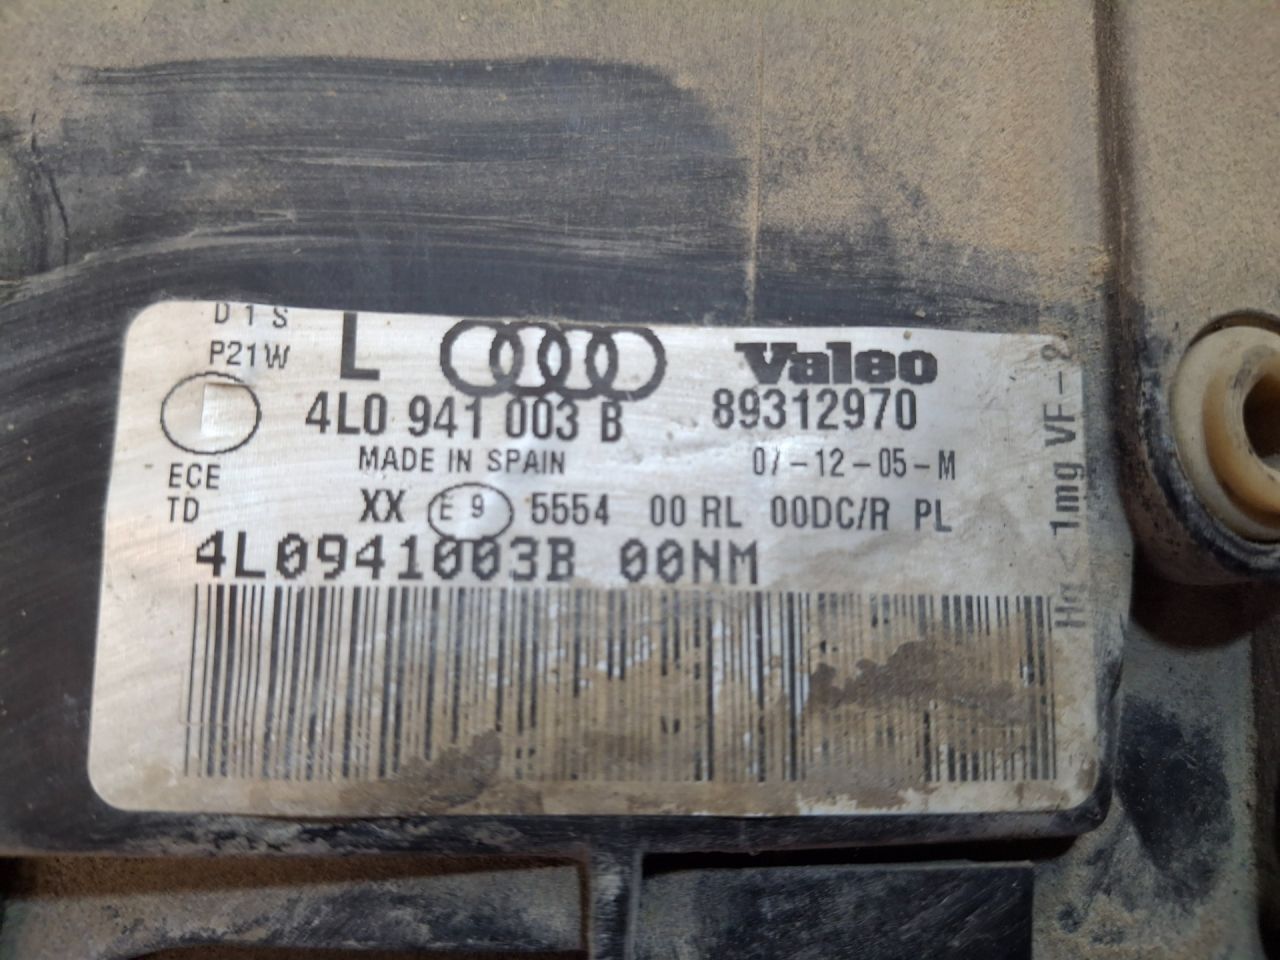 D1S
P21W
L
Valeo
4L0 941 003 B
89312970
MADE IN SPAIN
07-12-05-M
ECE
TD
XX E9 5554 00 RL 00DC/R PL
4L0941003B 00NM
Hg < 1mg VF-2